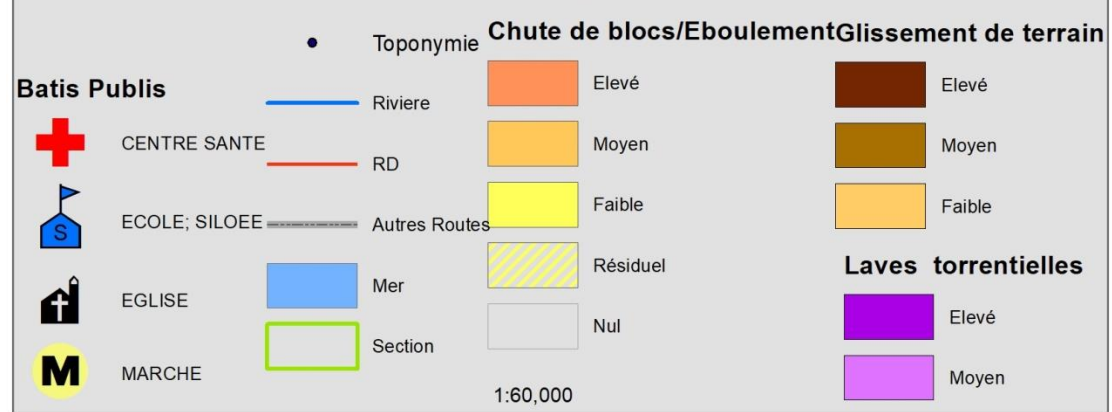 Batis Publis
CENTRE SANTE
S
ECOLE; SILOEE
EGLISE
M
MARCHE
Toponymie
Riviere
RD
Autres Routes
Mer
Section
Chute de blocs/Eboulement
Elevé
Moyen
Faible
Résiduel
Nul
1:60,000
Glissement de terrain
Elevé
Moyen
Faible
Laves torrentielles
Elevé
Moyen